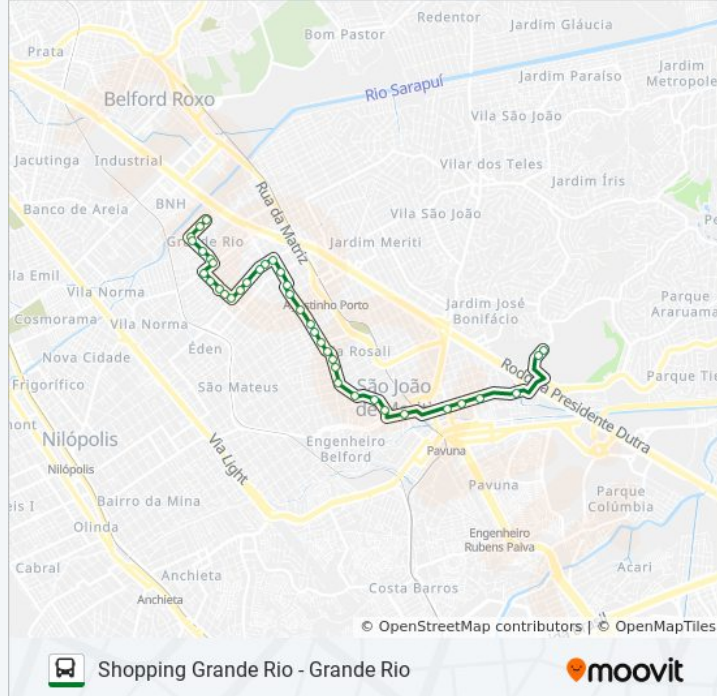 Redentor
Bom Pastor
Jardim Gláucia
Prata
Jardim
Metropole
Jardim Paraíso
Belford Roxo
Rio Sarapuí
Vila São João
Jacutinga
Industrial
Vilar dos Teles
Jardim Íris
BNH
Banco de Areia
Rua da Matriz
Vila São João
Jardim Meriti
Vila Norma
Parque
Araruama
Jardim José
Bonifácio
Cosmorama
Vila Norma
Éden
Nova Cidade
Rodovia Presidente Dutra
Parque Tie
São João
Frigorífico
São Mateus
Nilópolis
Nilópolis
Engenheiro
Belford
Via Light
Pavuna
Pavuna
Parque
Colúmbia
Bairro da Mina
Olinda
Engenheiro
Rubens Paiva
Cabral
Anchieta
Anchieta
Costa Barros
Acari
© OpenStreetMap contributors | © OpenMapTiles
Shopping Grande Rio - Grande Rio
moovit